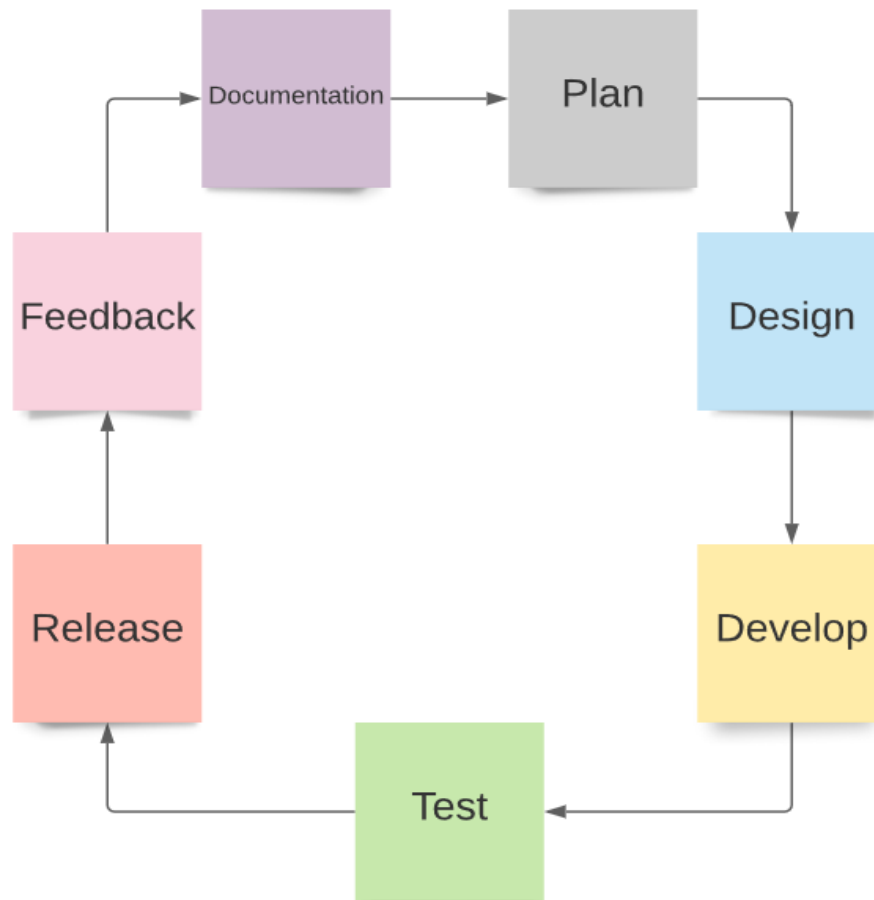 Documentation
Plan
Feedback
Design
Release
Develop
Test